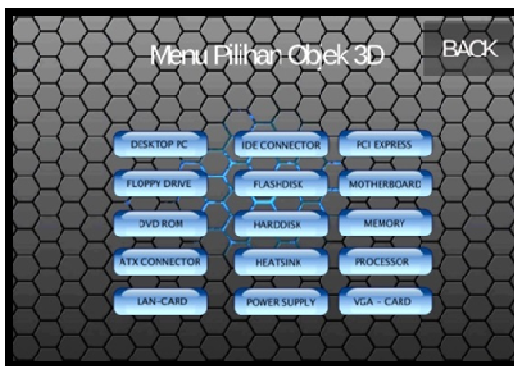 Menu Pilihan Objek 3D
BACK
DESKTOP PC
IDE CONNECTOR
PCI EXPRESS
FLOPPY DRIVE
FLASHDISK
MOTHERBOARD
DVD ROM
HARDDISK
MEMORY
ATX CONNECTOR
HEATSINK
PROCESSOR
LAN-CARD
POWER SUPPLY
VGA - CARD